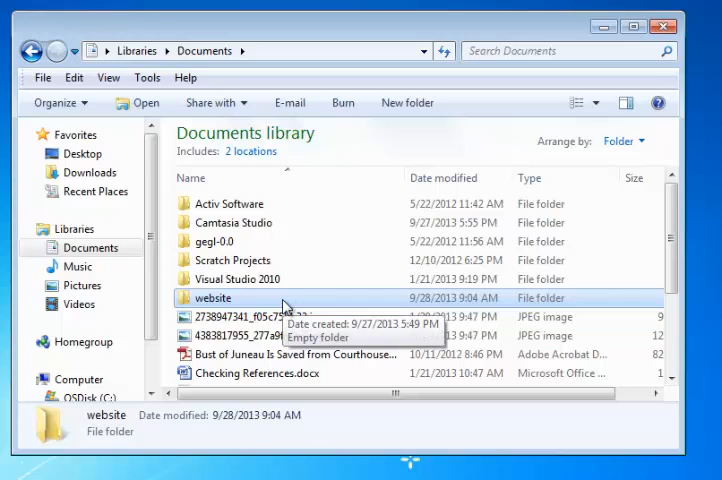 Libraries Documents
Search Documents
File Edit View Tools Help
Organize Open Share with E-mail Burn New folder
Favorites
Desktop
Downloads
Recent Places
Libraries
Documents
Music
Pictures
Videos
Homegroup
Computer
OSDisk (C:)
Documents library
Includes: 2 locations
Arrange by: Folder
Name Date modified Type Size
Activ Software 5/22/2012 11:42 AM File folder
Camtasia Studio 9/27/2013 5:55 PM File folder
gegl-0.0 5/22/2012 11:56 AM File folder
Scratch Projects 12/10/2012 6:25 PM File folder
Visual Studio 2010 1/21/2013 9:19 PM File folder
website 9/28/2013 9:04 AM File folder
9:47 PM JPEG image 9
9:47 PM JPEG image 12
Bust of Juneau Is Saved from Courthouse... 10/11/2012 8:46 PM Adobe Acrobat D... 82
Checking References.docx 1/21/2013 9:47 PM Microsoft Office ... 1
Date created: 9/27/2013 5:49 PM
Empty folder
website Date modified: 9/28/2013 9:04 AM
File folder